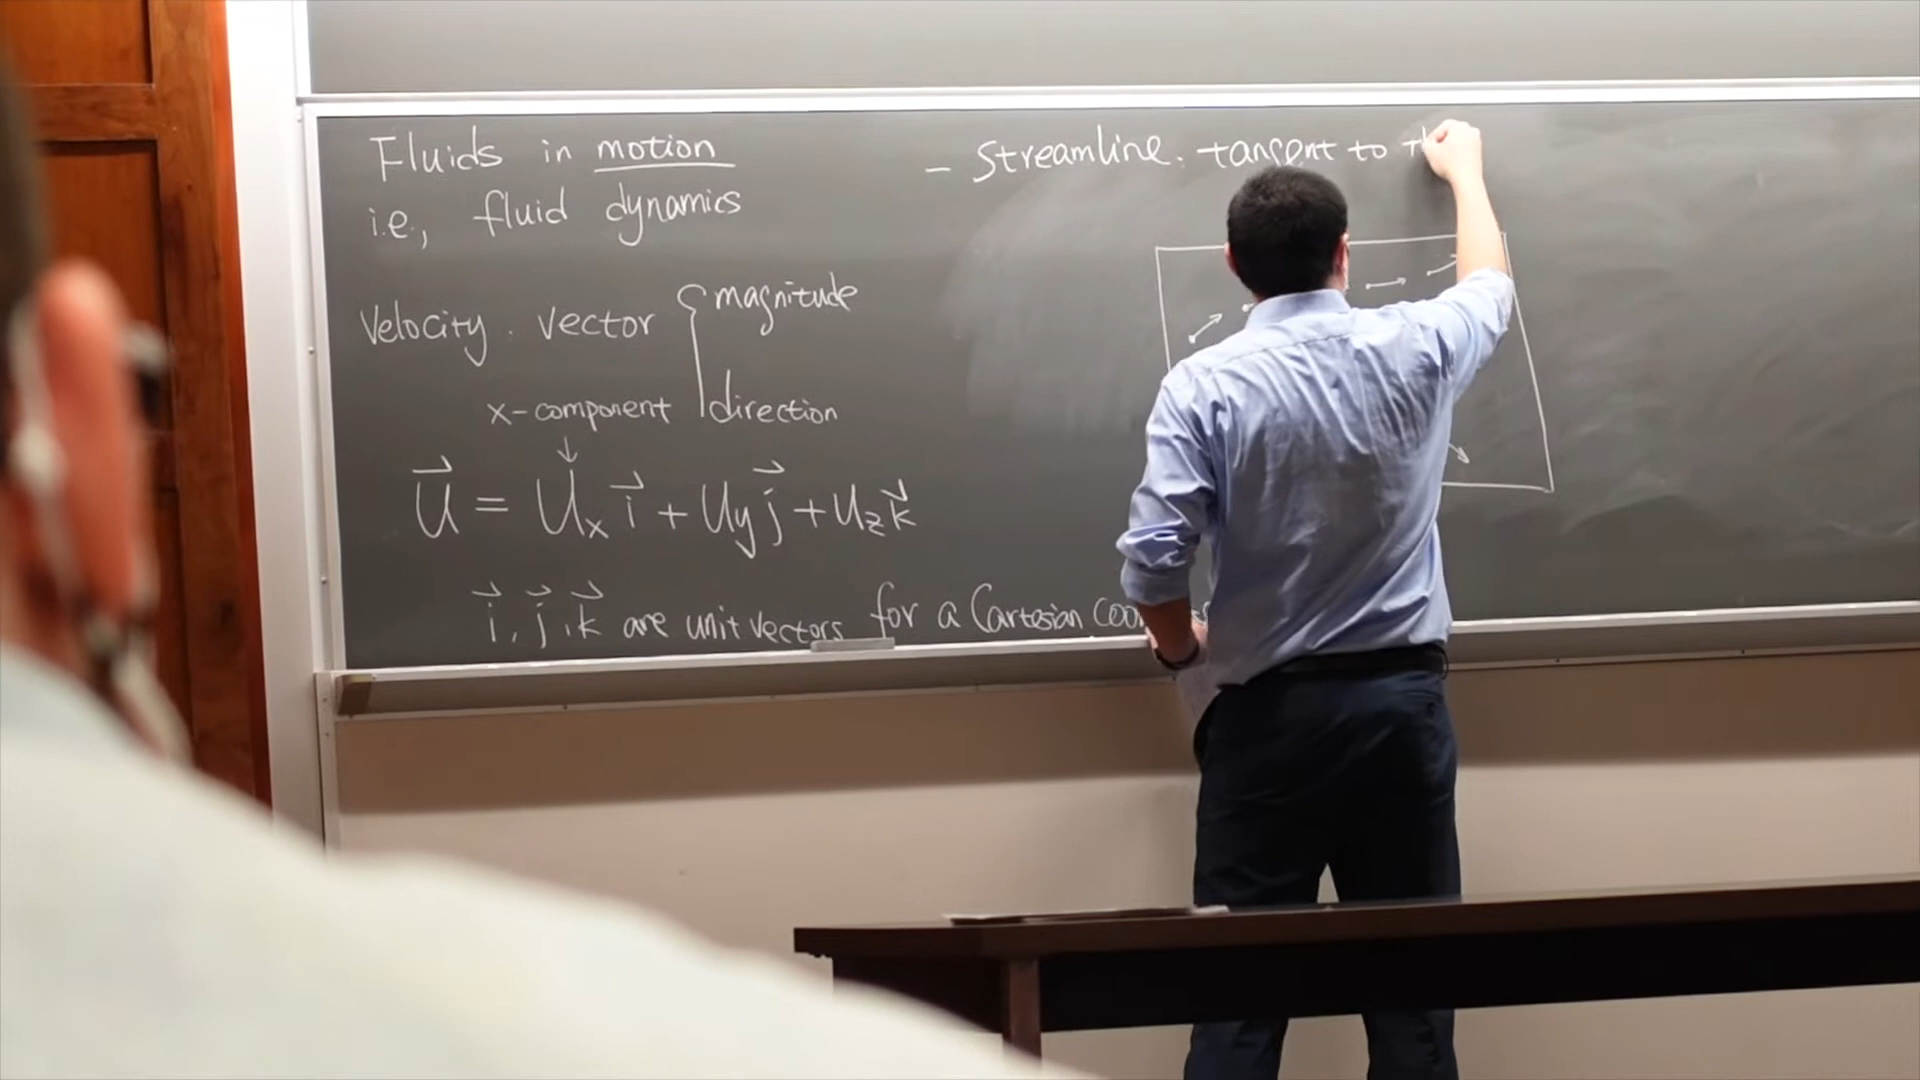 Fluids in motion
i.e., fluid dynamics
Velocity. vector { magnitude
direction
x-component
↓
U⃗ = Uₓ i⃗ + Uy j⃗ + Uz k⃗
i⃗, j⃗, k⃗ are unit vectors for a Cartesian
- Streamline. tangent to